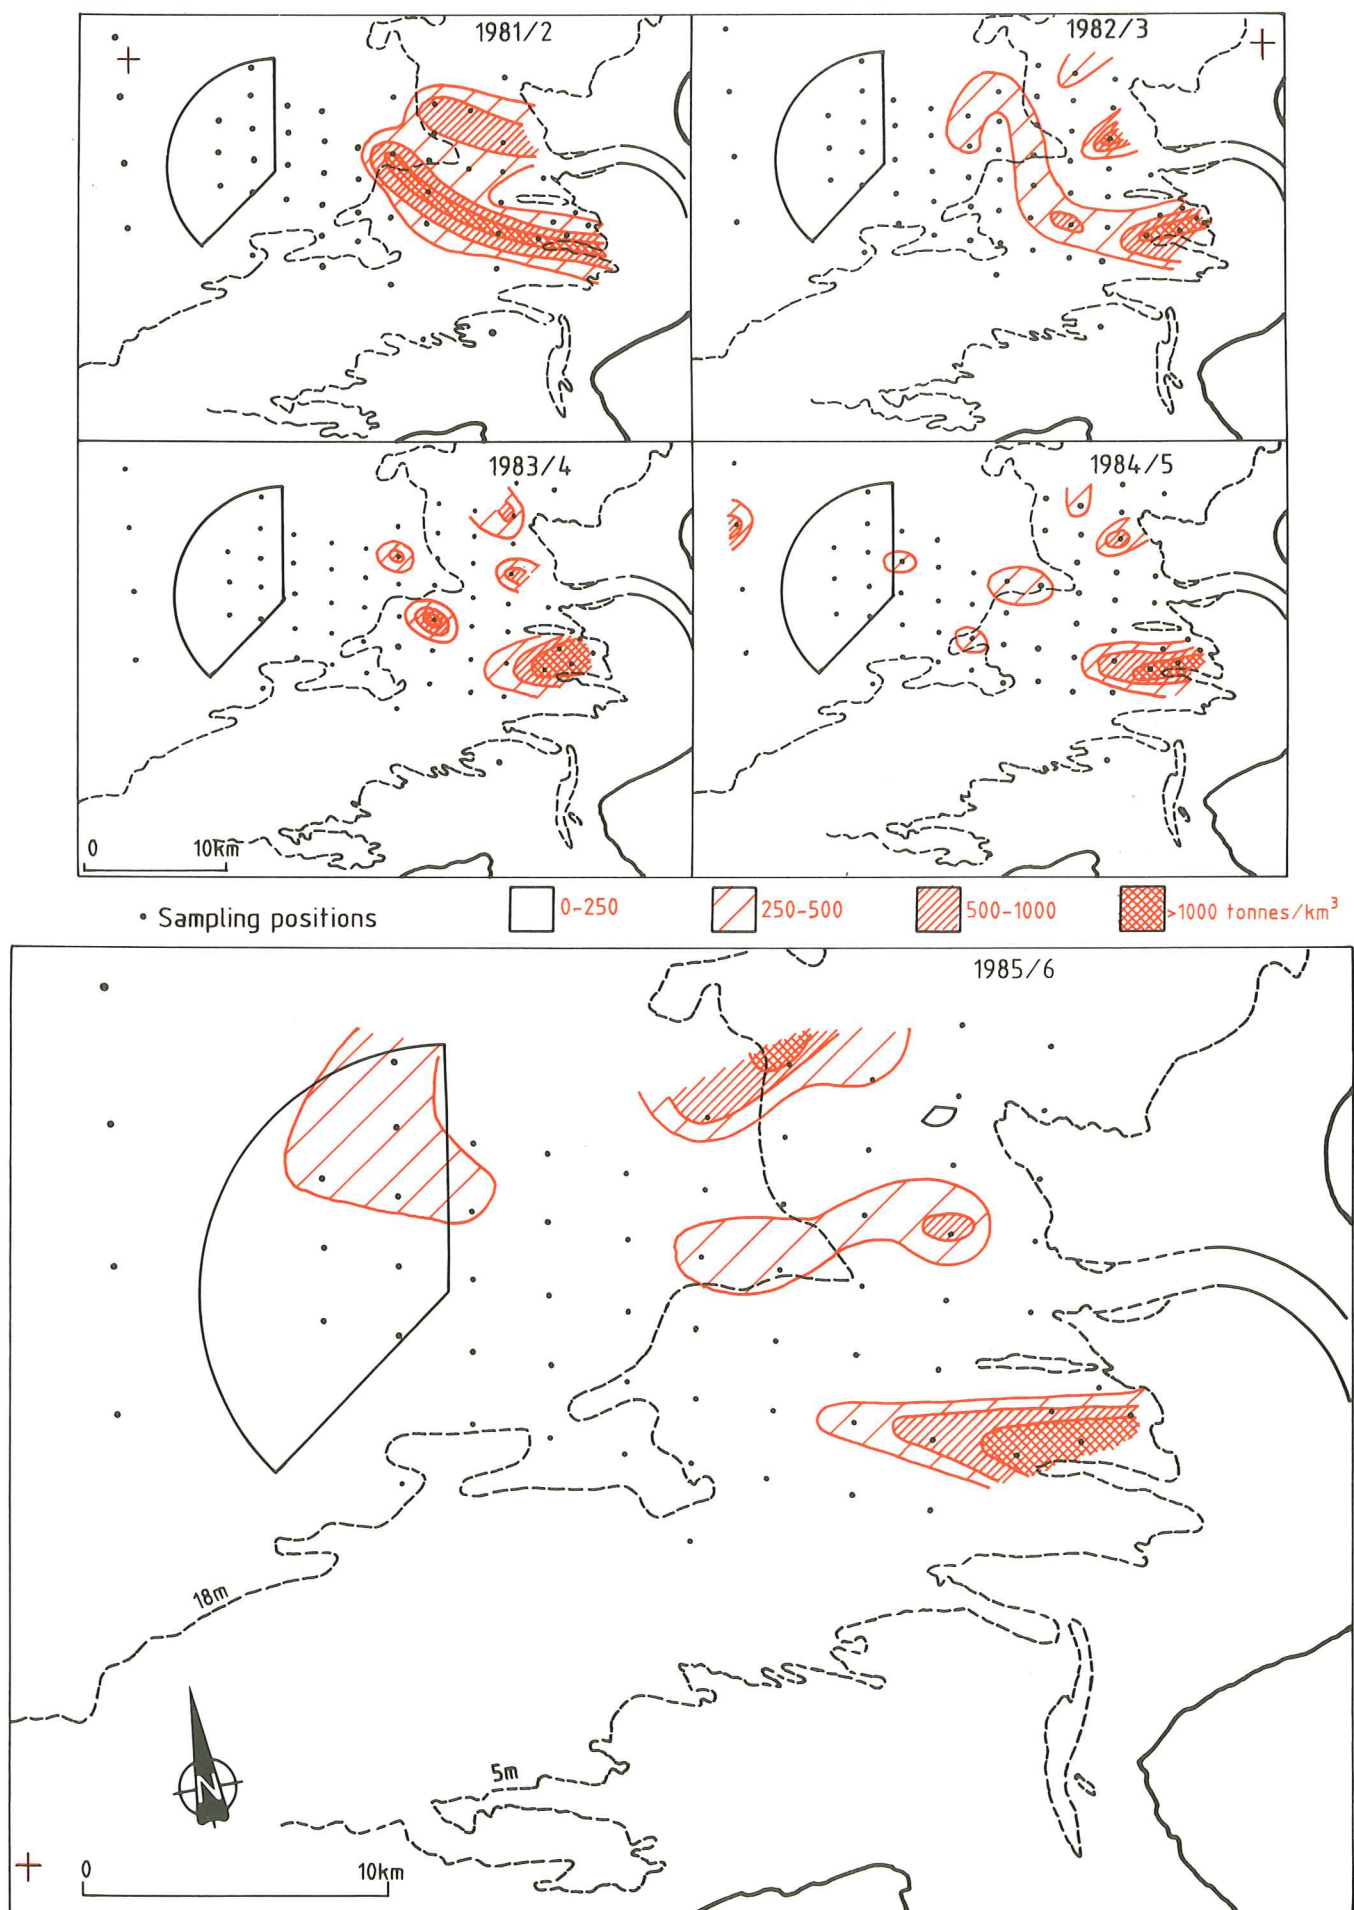 1981/2
1982/3
1983/4
1984/5
0 10km
• Sampling positions 0-250 250-500 500-1000 >1000 tonnes/km³
1985/6
18m
N
5m
0 10km